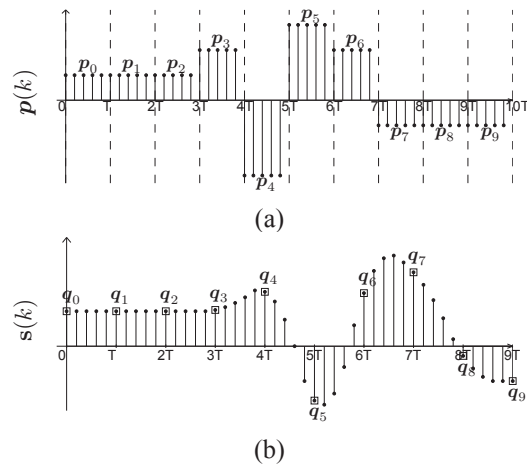 p(k)
p₀ p₁ p₂ p₃ p₄ p₅ p₆ p₇ p₈ p₉
0 T 2T 3T 4T 5T 6T 7T 8T 9T 10T
(a)
s(k)
q₀ q₁ q₂ q₃ q₄ q₅ q₆ q₇ q₈ q₉
0 T 2T 3T 4T 5T 6T 7T 8T 9T
(b)